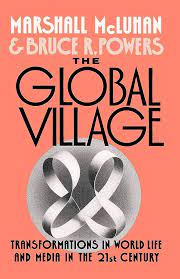 MARSHALL McLUHAN
& BRUCE R. POWERS
THE
GLOBAL
VILLAGE
TRANSFORMATIONS IN WORLD LIFE
AND MEDIA IN THE 21st CENTURY